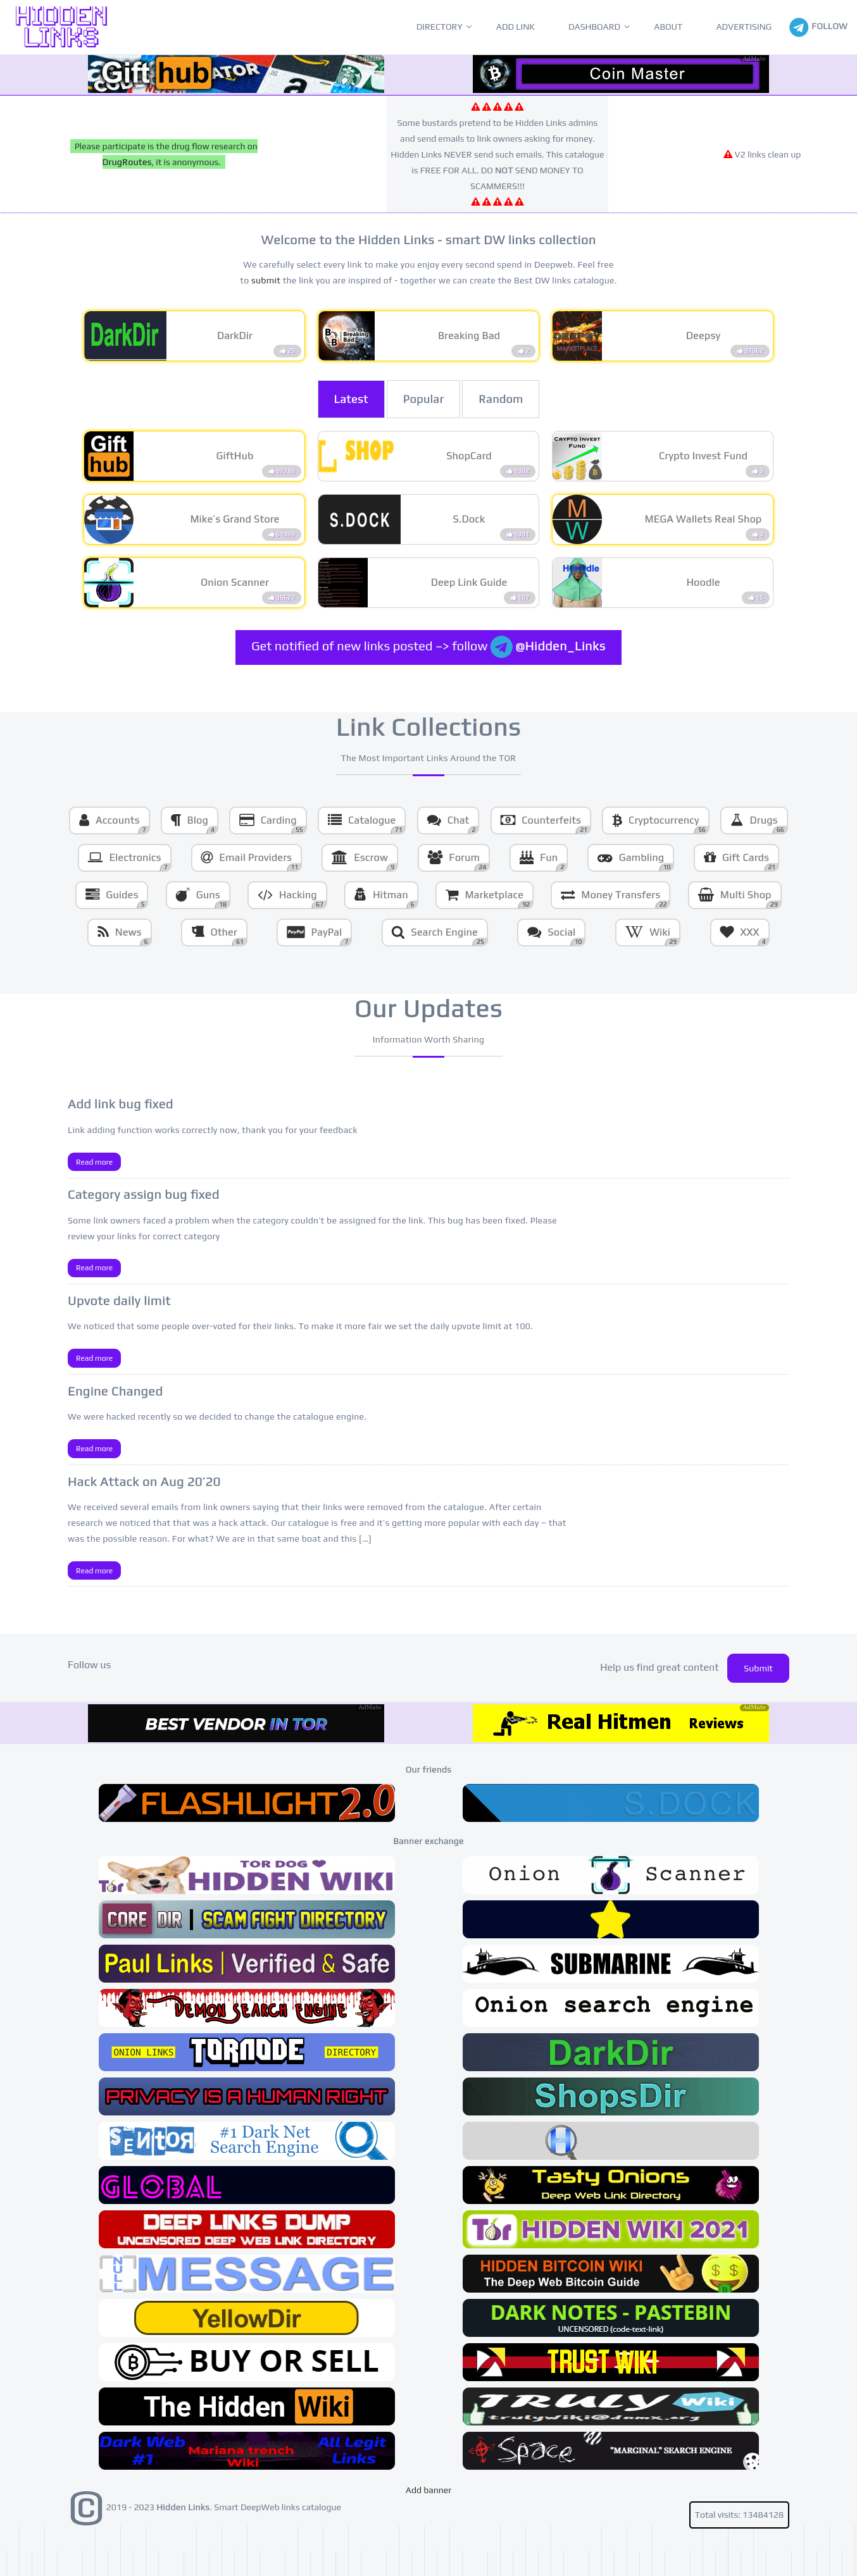 HIDDEN
LINKS
DIRECTORY
ADD LINK
DASHBOARD
ABOUT
ADVERTISING
FOLLOW
Gift hub
AdMate
Coin Master
AdMate
Please participate is the drug flow research on
DrugRoutes, it is anonymous.
Some bustards pretend to be Hidden Links admins
and send emails to link owners asking for money.
Hidden Links NEVER send such emails. This catalogue
is FREE FOR ALL. DO NOT SEND MONEY TO
SCAMMERS!!!
V2 links clean up
Welcome to the Hidden Links - smart DW links collection
We carefully select every link to make you enjoy every second spend in Deepweb. Feel free
to submit the link you are inspired of - together we can create the Best DW links catalogue.
DarkDir
DarkDir
Breaking Bad
Breaking Bad
Deepsy
Latest
Popular
Random
Gift hub
GiftHub
SHOP
ShopCard
CRYPTO INVEST FUND
Crypto Invest Fund
Mike's Grand Store
S.DOCK
S.Dock
M W
MEGA Wallets Real Shop
Onion Scanner
Deep Link Guide
Hoodle
Hoodle
Get notified of new links posted –> follow @Hidden_Links
Link Collections
The Most Important Links Around the TOR
Accounts 7
Blog 4
Carding 55
Catalogue 71
Chat 2
Counterfeits 21
Cryptocurrency 56
Drugs 66
Electronics 7
Email Providers 11
Escrow 9
Forum 24
Fun 2
Gambling 10
Gift Cards 21
Guides 5
Guns 18
Hacking 67
Hitman 6
Marketplace 92
Money Transfers 22
Multi Shop 29
News 6
Other 61
PayPal 7
Search Engine 25
Social 10
Wiki 29
XXX 4
Our Updates
Information Worth Sharing
Add link bug fixed
Link adding function works correctly now, thank you for your feedback
Read more
Category assign bug fixed
Some link owners faced a problem when the category couldn't be assigned for the link. This bug has been fixed. Please
review your links for correct category
Read more
Upvote daily limit
We noticed that some people over-voted for their links. To make it more fair we set the daily upvote limit at 100.
Read more
Engine Changed
We were hacked recently so we decided to change the catalogue engine.
Read more
Hack Attack on Aug 20'20
We received several emails from link owners saying that their links were removed from the catalogue. After certain
research we noticed that that was a hack attack. Our catalogue is free and it's getting more popular with each day – that
was the possible reason. For what? We are in that same boat and this [...]
Read more
Follow us
Help us find great content
Submit
BEST VENDOR IN TOR
AdMate
Real Hitmen Reviews
AdMate
Our friends
FLASHLIGHT 2.0
S.DOCK
Banner exchange
TOR DOG
Tor HIDDEN WIKI
Onion Scanner
CORE DIR | SCAM FIGHT DIRECTORY
Paul Links | Verified & Safe
SUBMARINE
DEMON SEARCH ENGINE
Onion search engine
ONION LINKS TORNODE DIRECTORY
DarkDir
PRIVACY IS A HUMAN RIGHT
ShopsDir
SENTOR
#1 Dark Net
Search Engine
H
GLOBAL
Tasty Onions
Deep Web Link Directory
DEEP LINKS DUMP
UNCENSORED DEEP WEB LINK DIRECTORY
Tor HIDDEN WIKI 2021
NULL MESSAGE
HIDDEN BITCOIN WIKI
The Deep Web Bitcoin Guide
YellowDir
DARK NOTES - PASTEBIN
UNCENSORED (code-text-link)
BUY OR SELL
TRUST WIKI
The Hidden Wiki
TRULY Wiki
trulywiki@dnmx.org
Dark Web #1
Mariana trench Wiki
All Legit Links
Space "MARGINAL" SEARCH ENGINE
Add banner
© 2019 - 2023 Hidden Links. Smart DeepWeb links catalogue
Total visits: 13484128